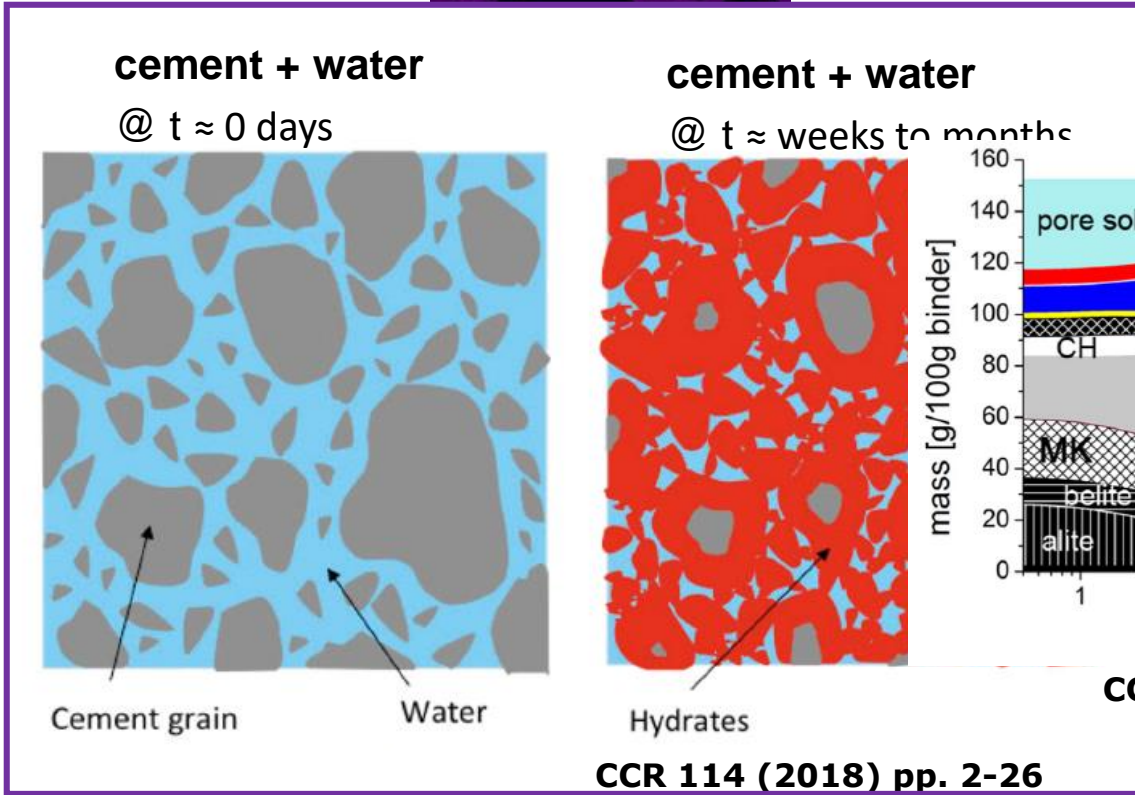 cement + water
@ t ≈ 0 days
cement + water
@ t ≈ weeks to months
Cement grain
Water
Hydrates
mass [g/100g binder]
160
140
120
100
80
60
40
20
0
pore
CH
MK
belite
alite
1
CCR 114 (2018) pp. 2-26